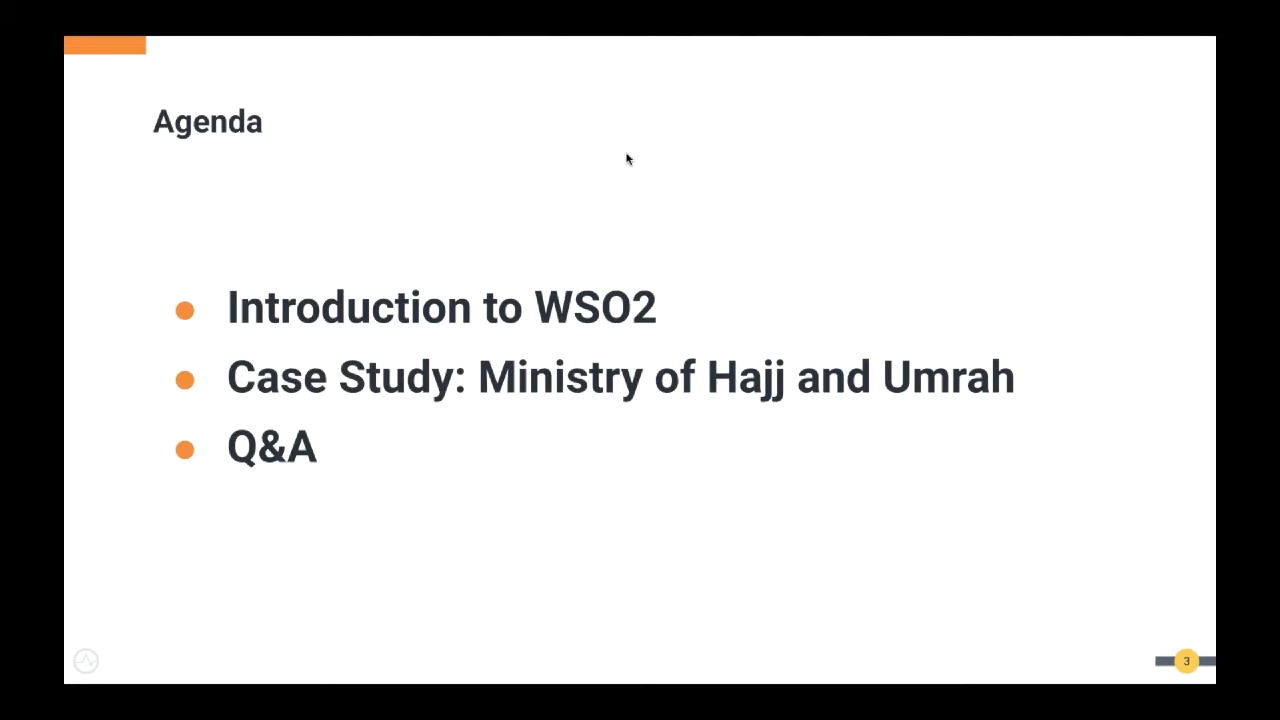 Agenda
Introduction to WSO2
Case Study: Ministry of Hajj and Umrah
Q&A
3